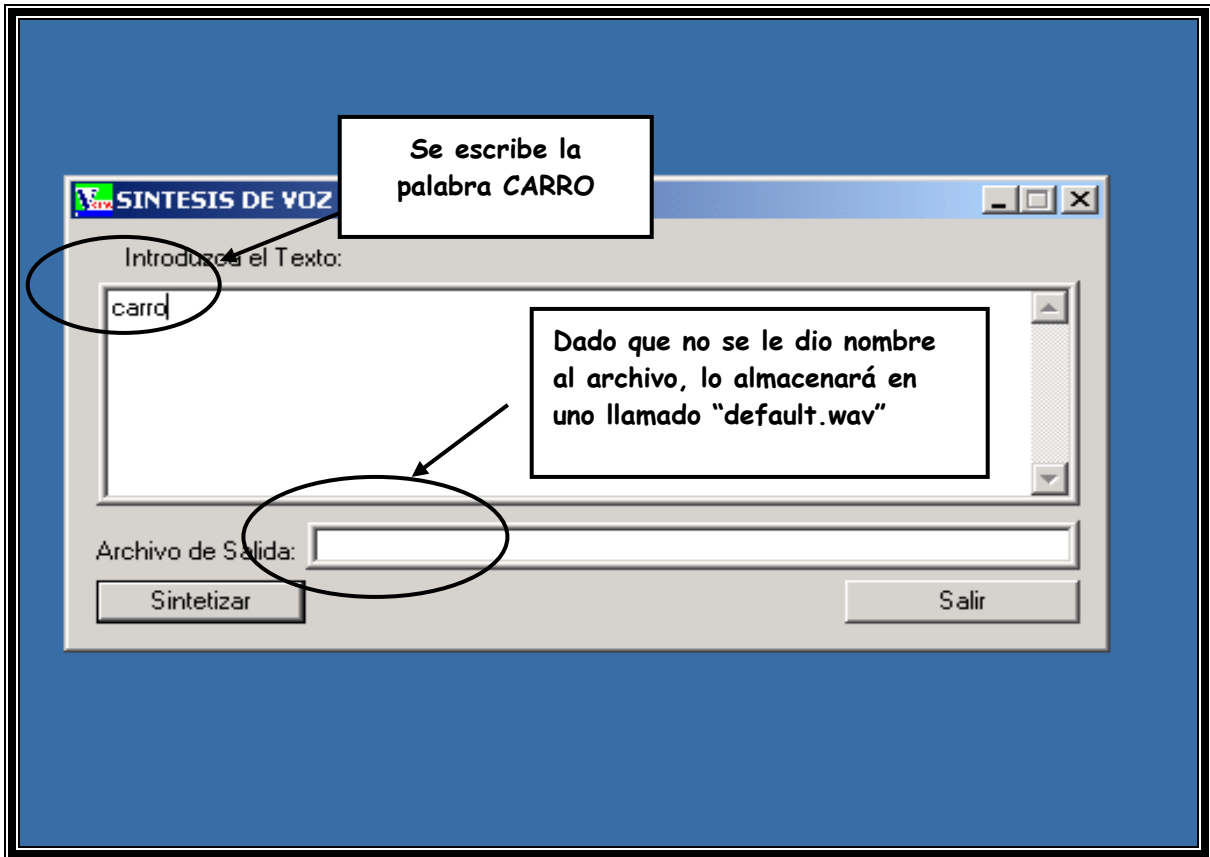 Se escribe la
palabra CARRO
SINTESIS DE VOZ
Introduzca el Texto:
carro
Dado que no se le dio nombre
al archivo, lo almacenará en
uno llamado “default.wav”
Archivo de Salida:
Sintetizar
Salir